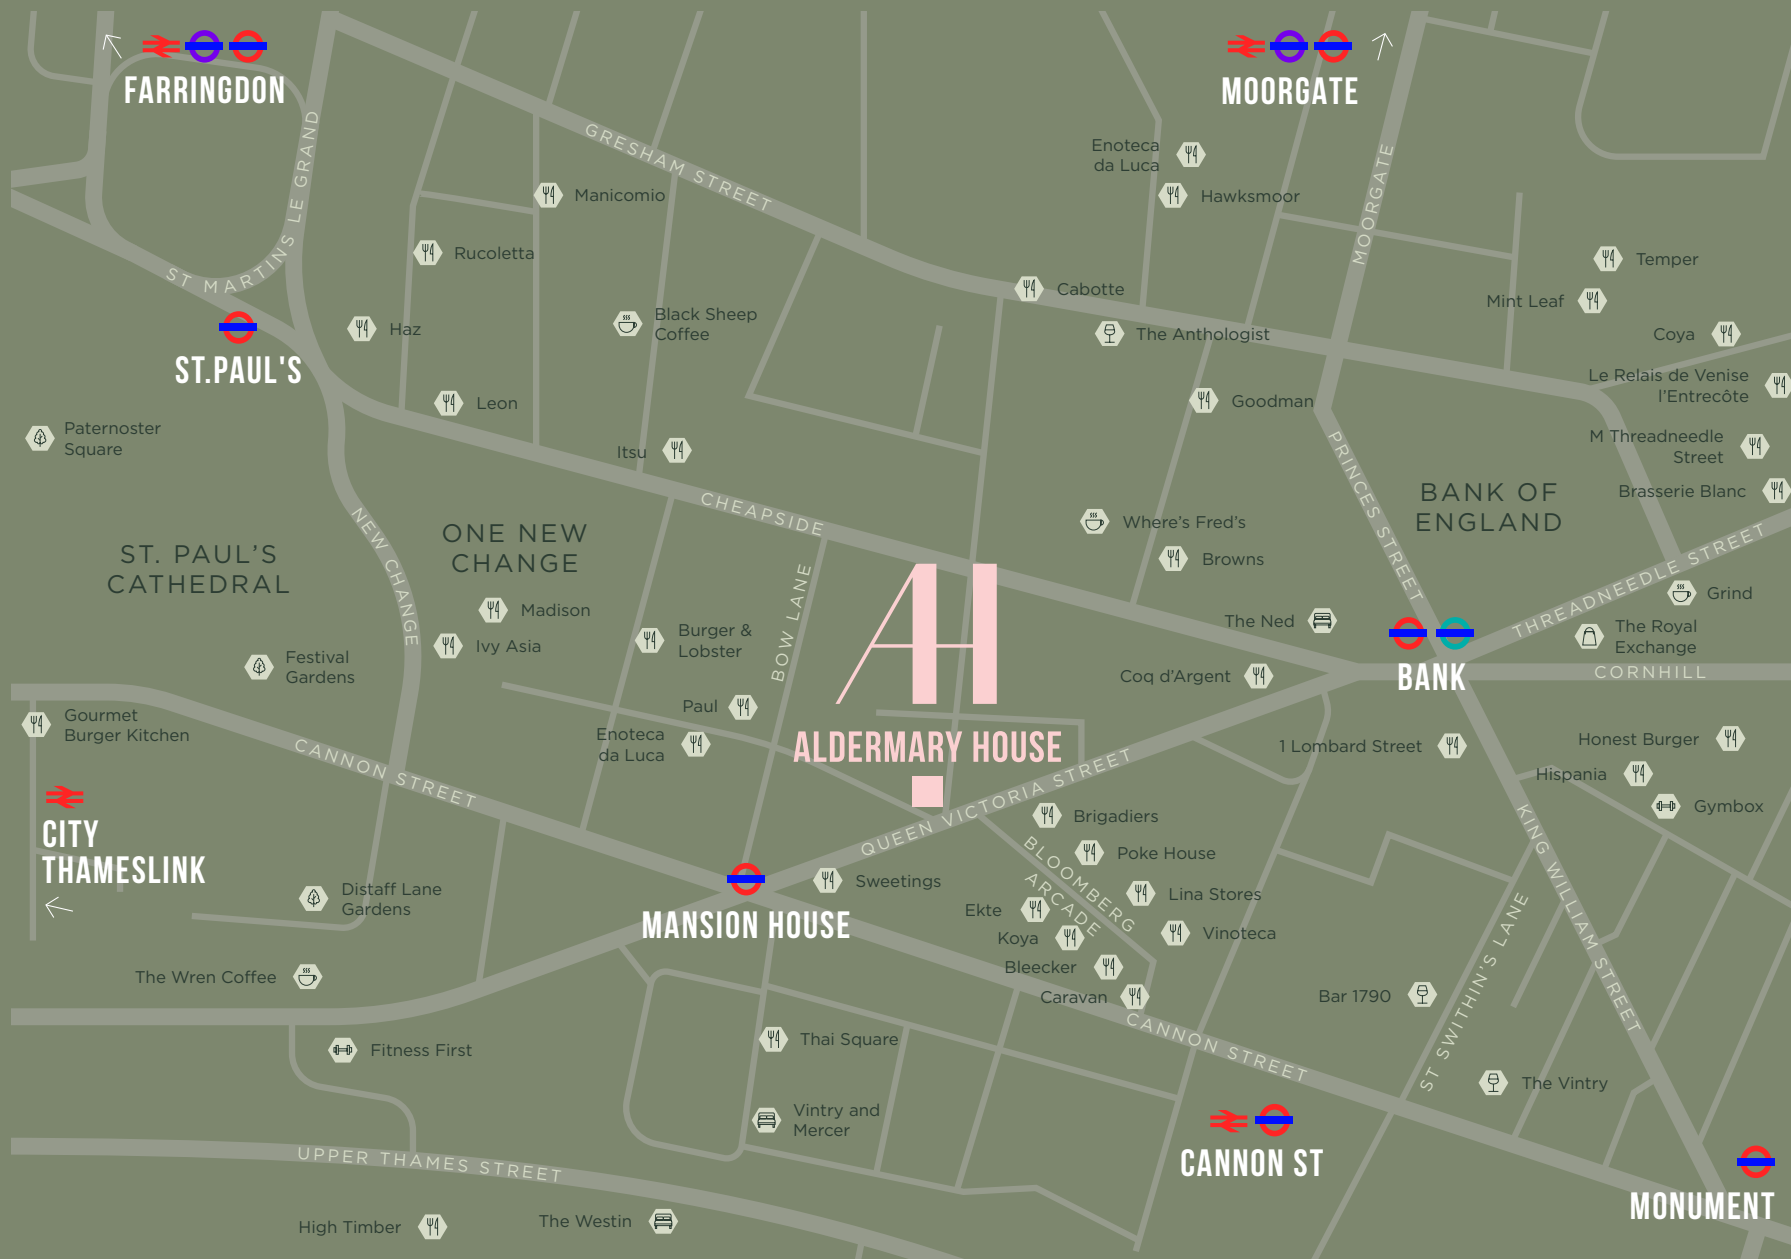 FARRINGDON
MOORGATE
ST MARTINS LE GRAND
GRESHAM STREET
MOORGATE
Enoteca
da Luca
Hawksmoor
Manicomio
Rucoletta
Temper
Cabotte
Mint Leaf
Black Sheep
Coffee
Haz
The Anthologist
Coya
ST.PAUL'S
Le Relais de Venise
l'Entrecôte
Leon
Goodman
Paternoster
Square
Itsu
M Threadneedle
Street
PRINCES STREET
BANK OF
ENGLAND
Brasserie Blanc
CHEAPSIDE
NEW CHANGE
ONE NEW
CHANGE
Where's Fred's
ST. PAUL'S
CATHEDRAL
Browns
THREADNEEDLE STREET
Grind
Madison
BOW LANE
AH
The Ned
The Royal
Exchange
Burger &
Lobster
Ivy Asia
Festival
Gardens
Coq d'Argent
BANK
CORNHILL
Paul
Gourmet
Burger Kitchen
Enoteca
da Luca
ALDERMARY HOUSE
1 Lombard Street
Honest Burger
CANNON STREET
QUEEN VICTORIA STREET
Hispania
Gymbox
Brigadiers
CITY
THAMESLINK
KING WILLIAM STREET
Poke House
BLOOMBERG
ARCADE
Sweetings
Lina Stores
Distaff Lane
Gardens
Ekte
MANSION HOUSE
Koya
Vinoteca
Bleecker
The Wren Coffee
Caravan
Bar 1790
ST SWITHIN'S LANE
CANNON STREET
Thai Square
Fitness First
The Vintry
Vintry and
Mercer
UPPER THAMES STREET
CANNON ST
MONUMENT
High Timber
The Westin